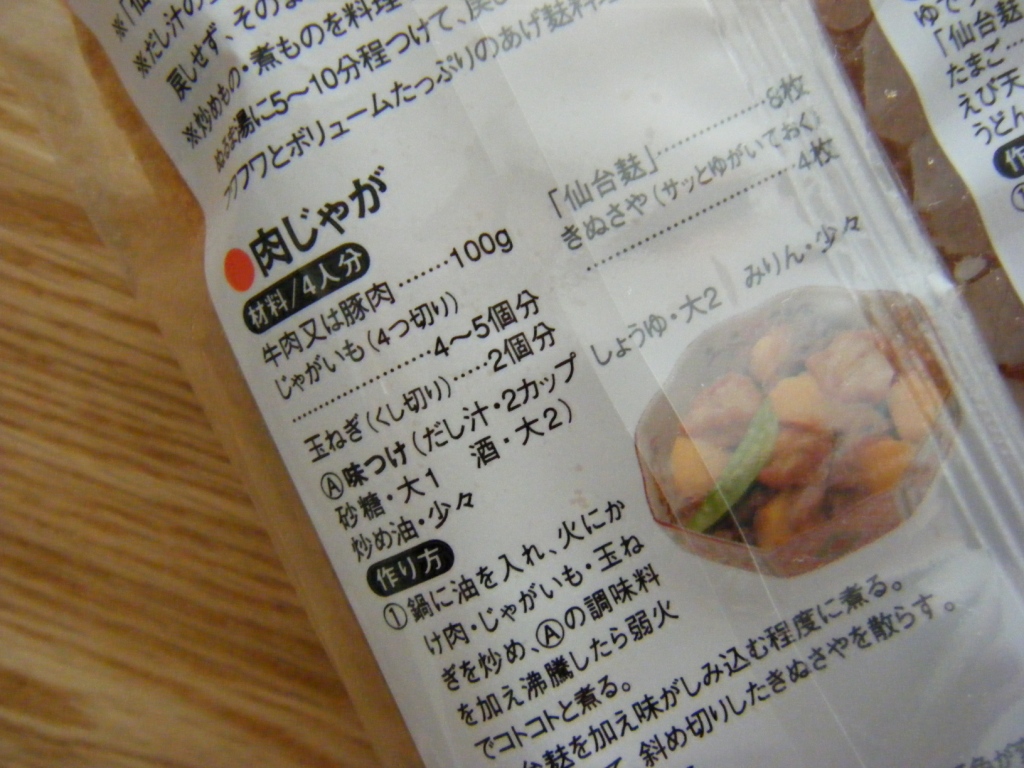 ※「仙
※だし汁の
戻しせず、そのま
※炒めもの・煮ものを料理
ぬるま湯に5〜10分程つけて、戻し
フワフワとボリュームたっぷりのあげ麩料理
●肉じゃが
材料/4人分
牛肉又は豚肉……100g
じゃがいも(4つ切り)
……………4〜5個分
玉ねぎ(くし切り)……2個分
Ⓐ味つけ(だし汁・2カップ しょうゆ・大2 みりん・少々
砂糖・大1 酒・大2)
炒め油・少々
「仙台麩」…………8枚
きぬさや(サッとゆがいておく)
……………………4枚
作り方
①鍋に油を入れ、火にか
け肉・じゃがいも・玉ね
ぎを炒め、Ⓐの調味料
を加え沸騰したら弱火
でコトコトと煮る。
台麩を加え味がしみ込む程度に煮る。
て、斜め切りしたきぬさやを散らす。
ゆで
「仙台麩
たまご…
えび天
うどん
作
①